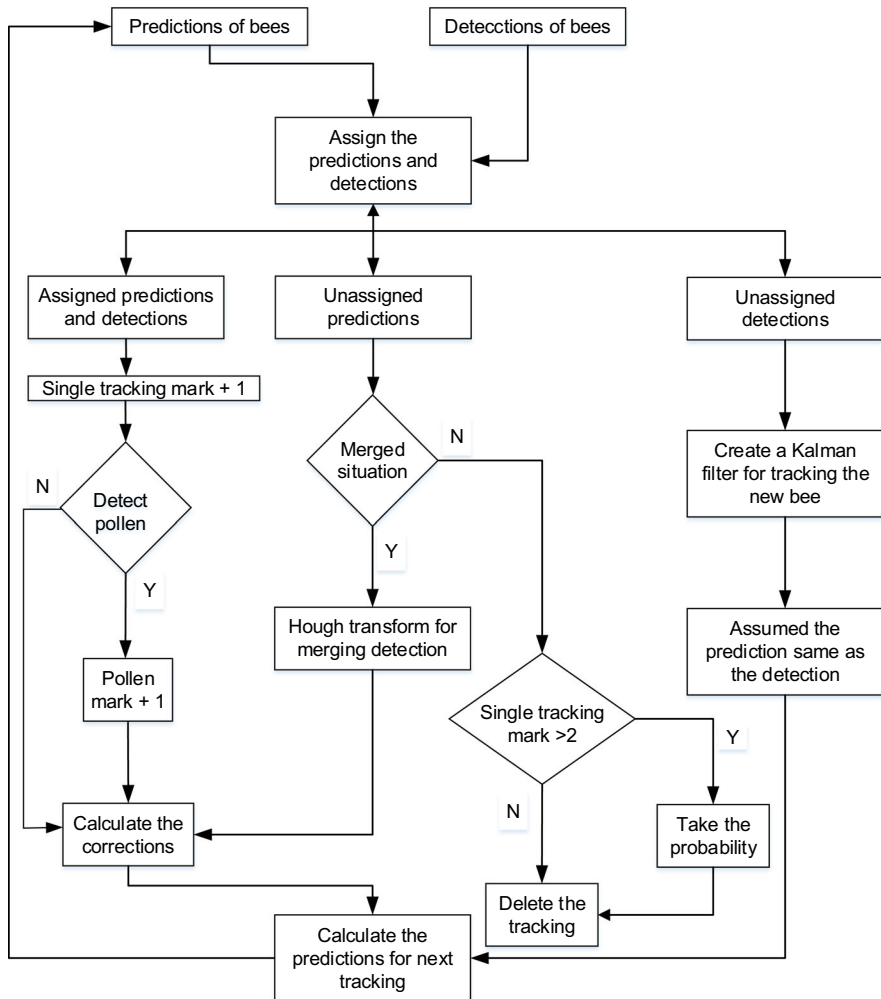 Predictions of bees
Detecctions of bees
Assign the
predictions and
detections
Assigned predictions
and detections
Unassigned
predictions
Unassigned
detections
Single tracking mark + 1
Merged
situation
N
Create a Kalman
filter for tracking the
new bee
N
Detect
pollen
Y
Y
Hough transform for
merging detection
Assumed the
prediction same as
the detection
Pollen
mark + 1
Single tracking
mark >2
Y
N
Calculate the
corrections
Take the
probability
Delete the
tracking
Calculate the
predictions for next
tracking